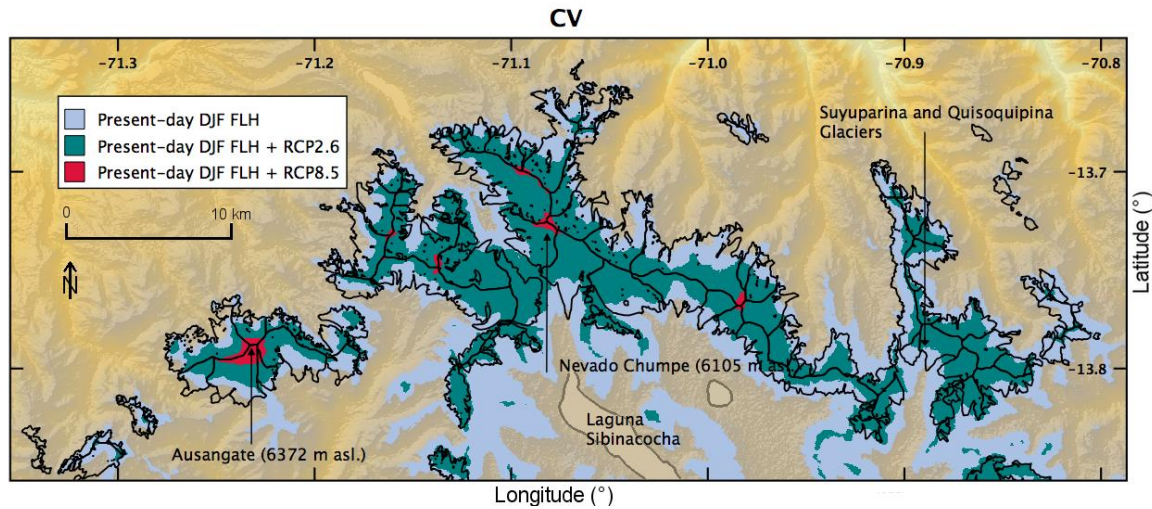 CV
-71.3
-71.2
-71.1
-71.0
-70.9
-70.8
Present-day DJF FLH
Present-day DJF FLH + RCP2.6
Present-day DJF FLH + RCP8.5
Suyuparina and Quisoquipina
Glaciers
-13.7
0
10 km
N
Latitude (°)
Nevado Chumpe (6105 m asl.)
-13.8
Laguna
Sibinacocha
Ausangate (6372 m asl.)
Longitude (°)